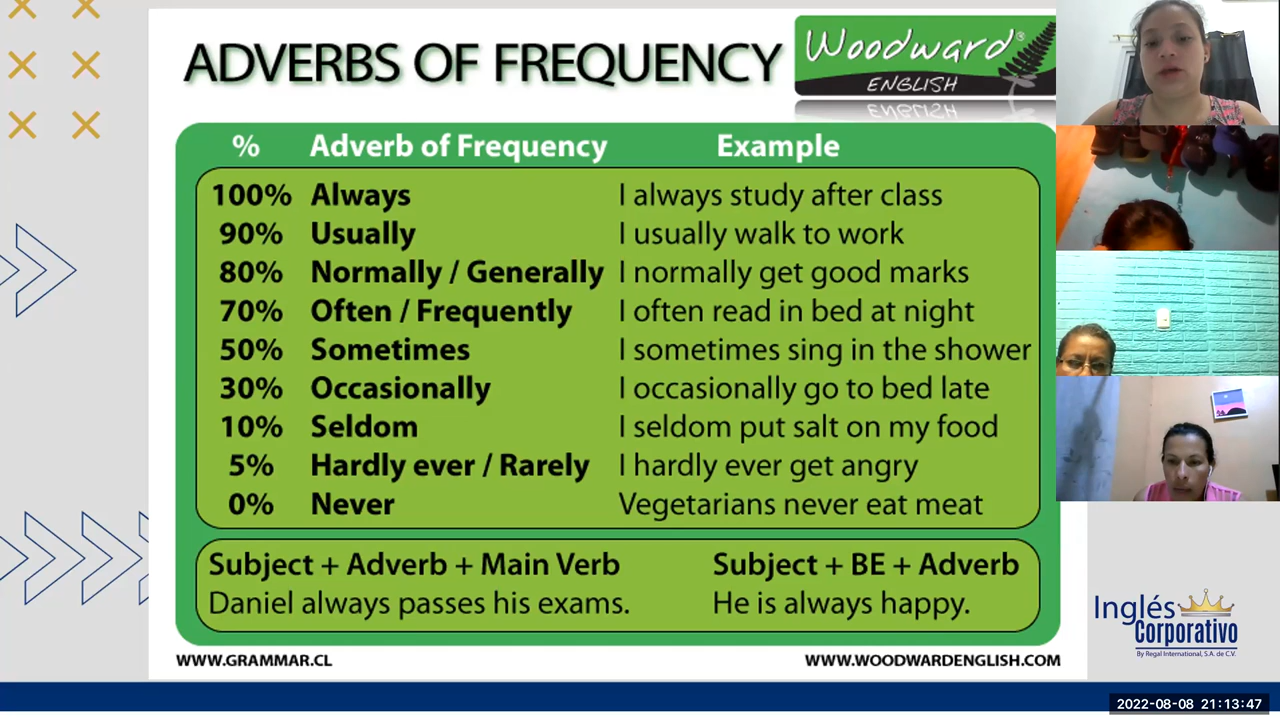 ADVERBS OF FREQUENCY
Woodward®
ENGLISH
% Adverb of Frequency Example
100% Always I always study after class
90% Usually I usually walk to work
80% Normally / Generally I normally get good marks
70% Often / Frequently I often read in bed at night
50% Sometimes I sometimes sing in the shower
30% Occasionally I occasionally go to bed late
10% Seldom I seldom put salt on my food
5% Hardly ever / Rarely I hardly ever get angry
0% Never Vegetarians never eat meat
Subject + Adverb + Main Verb Subject + BE + Adverb
Daniel always passes his exams. He is always happy.
WWW.GRAMMAR.CL WWW.WOODWARDENGLISH.COM
Inglés
Corporativo
By Regal International, S.A. de C.V.
2022-08-08 21:13:47